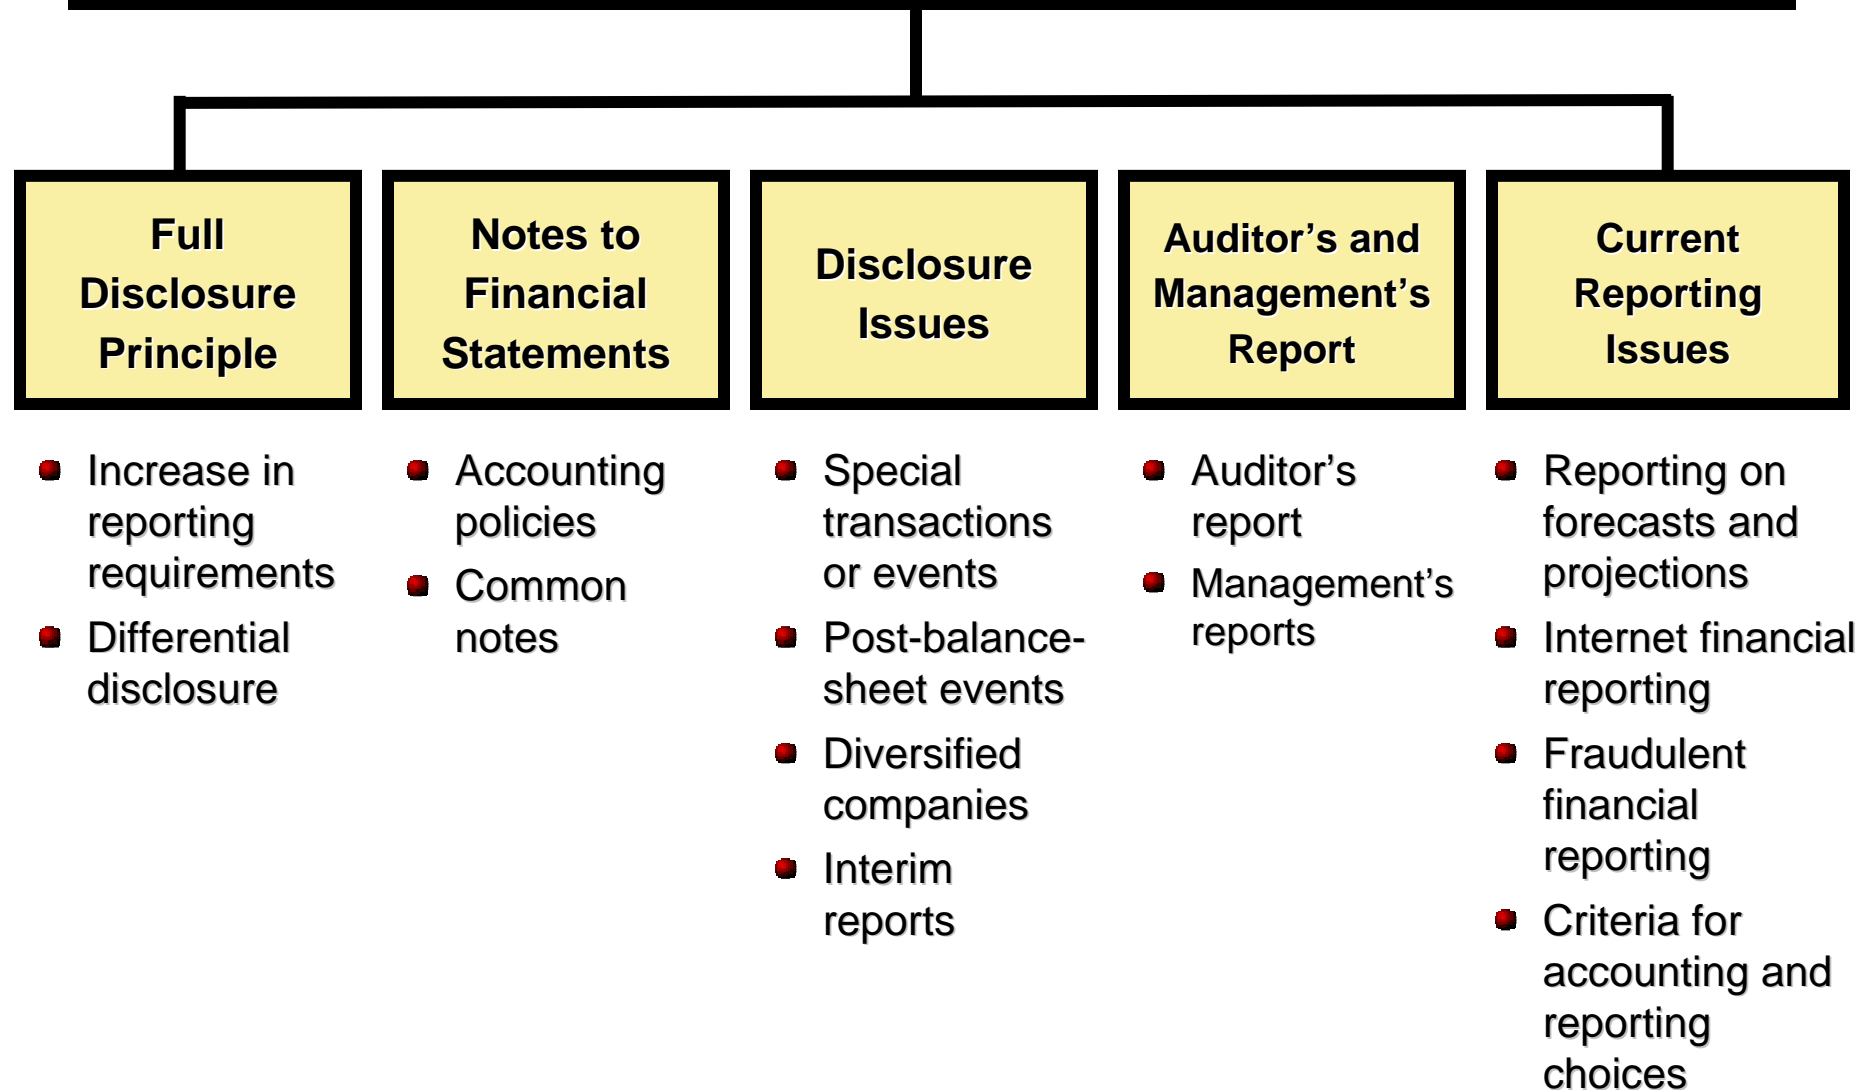 Full
Disclosure
Principle
Notes to
Financial
Statements
Disclosure
Issues
Auditor’s and
Management’s
Report
Current
Reporting
Issues
Increase in
reporting
requirements
Differential
disclosure
Accounting
policies
Common
notes
Special
transactions
or events
Post-balance-
sheet events
Diversified
companies
Interim
reports
Auditor’s
report
Management’s
reports
Reporting on
forecasts and
projections
Internet financial
reporting
Fraudulent
financial
reporting
Criteria for
accounting and
reporting
choices